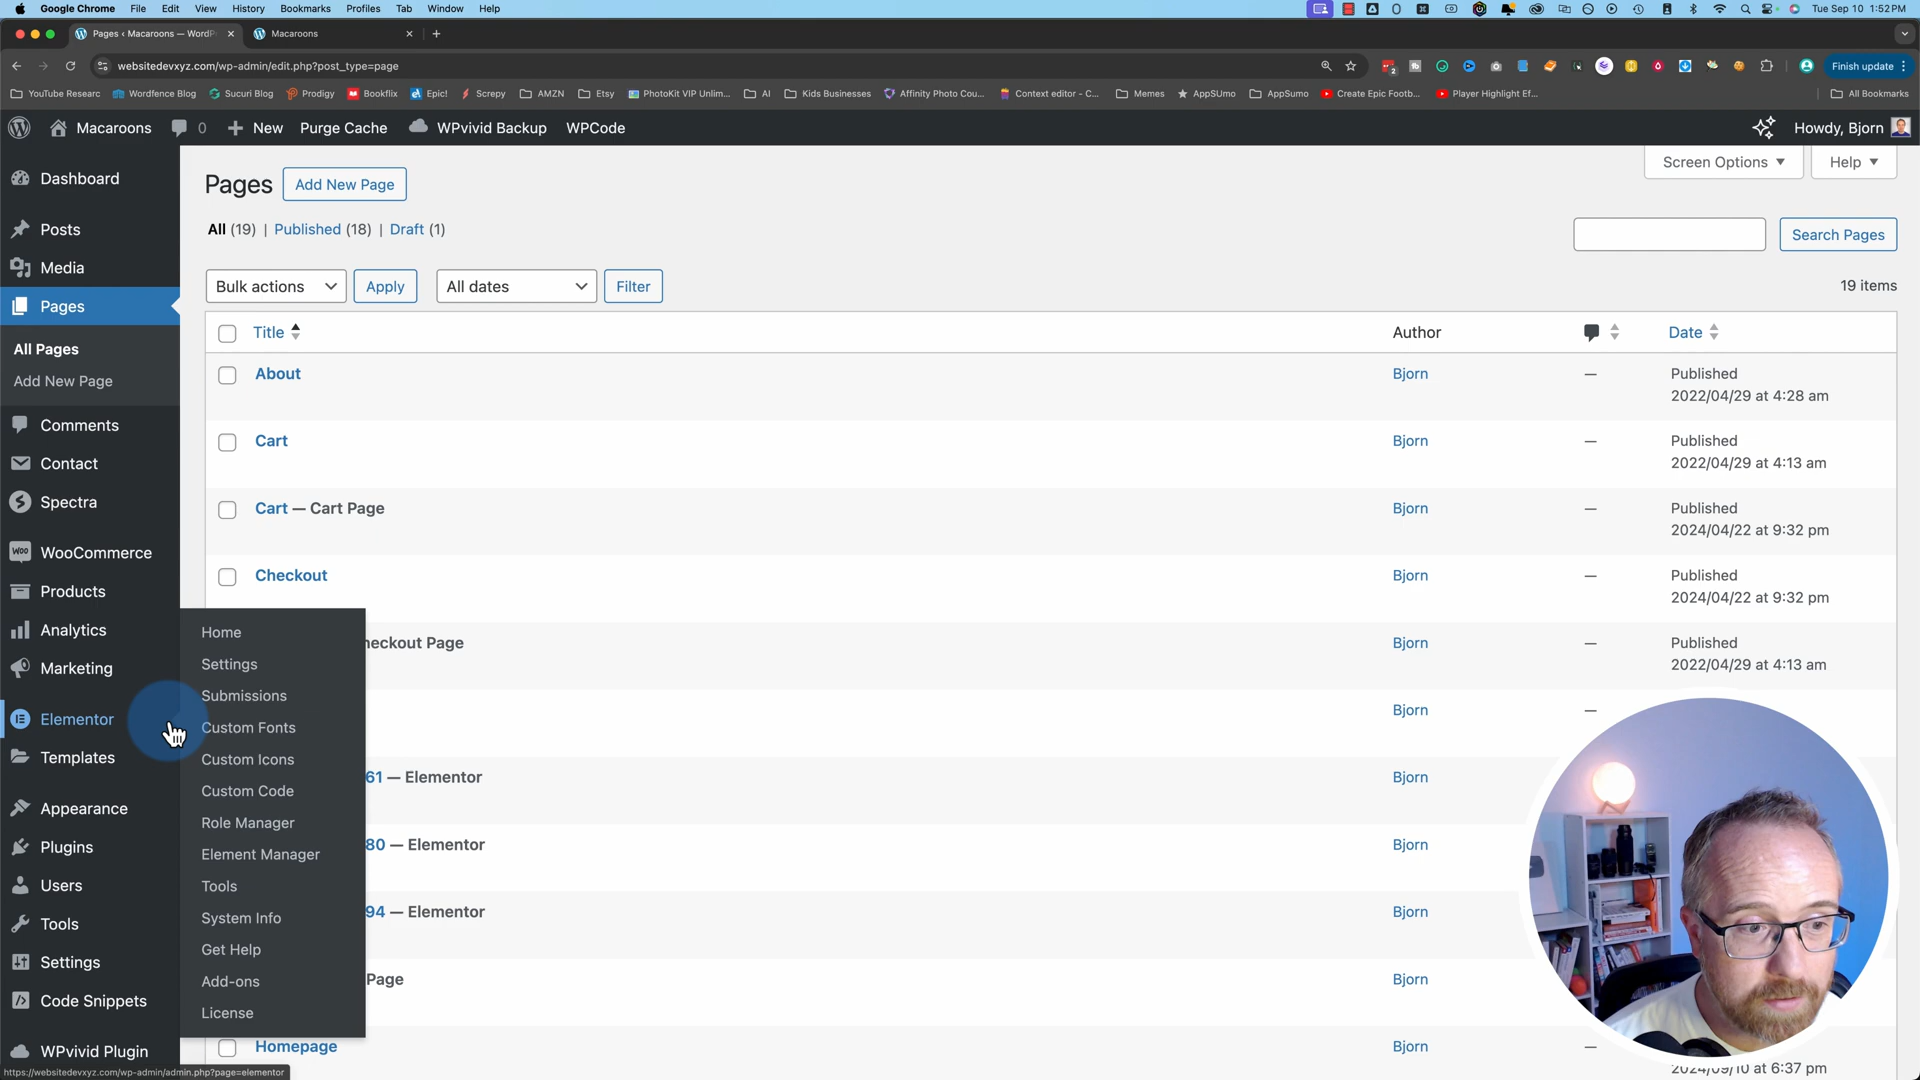 Google Chrome File Edit View History Bookmarks Profiles Tab Window Help Tue Sep 10 1:52 PM
Pages ‹ Macaroons — WordP Macaroons
websitedevxyz.com/wp-admin/edit.php?post_type=page 2 Finish update
YouTube Researc Wordfence Blog Sucuri Blog Prodigy Bookflix Epic! Screpy AMZN Etsy PhotoKit VIP Unlim... AI Kids Businesses Affinity Photo Cou... Context editor - C... Memes AppSUmo AppSumo Create Epic Footb... Player Highlight Ef... All Bookmarks
Macaroons 0 New Purge Cache WPvivid Backup WPCode Howdy, Bjorn
Screen Options Help
Pages Add New Page
All (19) | Published (18) | Draft (1)
Search Pages
Bulk actions Apply All dates Filter 19 items
Title Author Date
About Bjorn — Published
2022/04/29 at 4:28 am
Cart Bjorn — Published
2022/04/29 at 4:13 am
Cart — Cart Page Bjorn — Published
2024/04/22 at 9:32 pm
Checkout Bjorn — Published
2024/04/22 at 9:32 pm
heckout Page Bjorn — Published
2022/04/29 at 4:13 am
Bjorn —
61 — Elementor Bjorn
80 — Elementor Bjorn
94 — Elementor Bjorn
Page Bjorn
Homepage Bjorn —
2024/09/10 at 6:37 pm
Dashboard
Posts
Media
Pages
All Pages
Add New Page
Comments
Contact
Spectra
WOO WooCommerce
Products
Analytics
Marketing
Elementor
Templates
Appearance
Plugins
Users
Tools
Settings
Code Snippets
WPvivid Plugin
Home
Settings
Submissions
Custom Fonts
Custom Icons
Custom Code
Role Manager
Element Manager
Tools
System Info
Get Help
Add-ons
License
https://websitedevxyz.com/wp-admin/admin.php?page=elementor